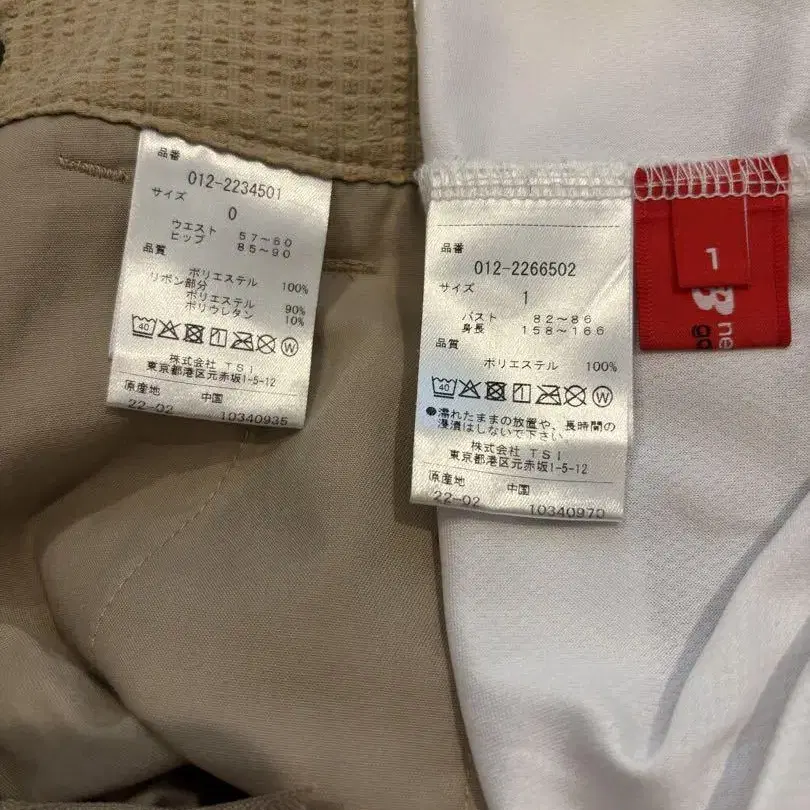 品番
012-2234501
サイズ
0
ウエスト 57～60
ヒップ 85～90
品質
ポリエステル 100%
リボン部分
ポリエステル 90%
ポリウレタン 10%
40
W
株式会社 TSI
東京都港区元赤坂1-5-12
原産地 中国
22-02 10340935
品番
012-2266502
サイズ
1
バスト 82～86
身長 158～166
品質
ポリエステル 100%
40
W
●濡れたままの放置や、長時間の
浸漬はしないで下さい
株式会社 TSI
東京都港区元赤坂1-5-12
原産地 中国
22-02 10340970
1
ne